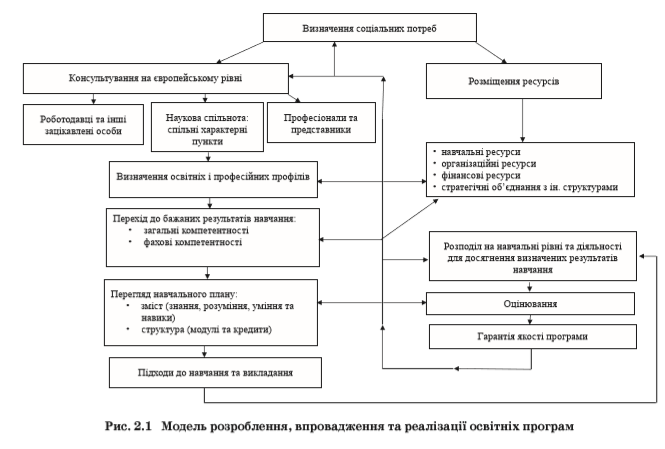 Визначення соціальних потреб
Консультування на європейському рівні
Розміщення ресурсів
Роботодавці та інші
зацікавлені особи
Наукова спільнота:
спільні характерні
пункти
Професіонали та
представники
• навчальні ресурси
• організаційні ресурси
• фінансові ресурси
• стратегічні об’єднання з ін. структурами
Визначення освітніх і професійних профілів
Перехід до бажаних результатів навчання:
• загальні компетентності
• фахові компетентності
Розподіл на навчальні рівні та діяльності
для досягнення визначених результатів
навчання
Перегляд навчального плану:
• зміст (знання, розуміння, уміння та
навики)
• структура (модулі та кредити)
Оцінювання
Гарантія якості програми
Підходи до навчання та викладання
Рис. 2.1 Модель розроблення, впровадження та реалізації освітніх програм